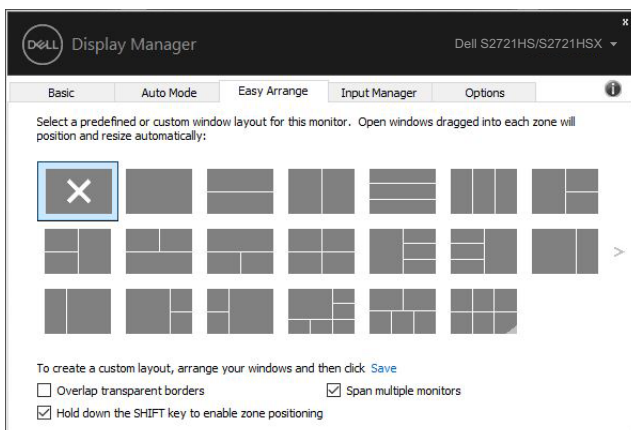 x
DELL Display Manager Dell S2721HS/S2721HSX
Basic Auto Mode Easy Arrange Input Manager Options i
Select a predefined or custom window layout for this monitor. Open windows dragged into each zone will
position and resize automatically:
>
To create a custom layout, arrange your windows and then click Save
Overlap transparent borders Span multiple monitors
Hold down the SHIFT key to enable zone positioning